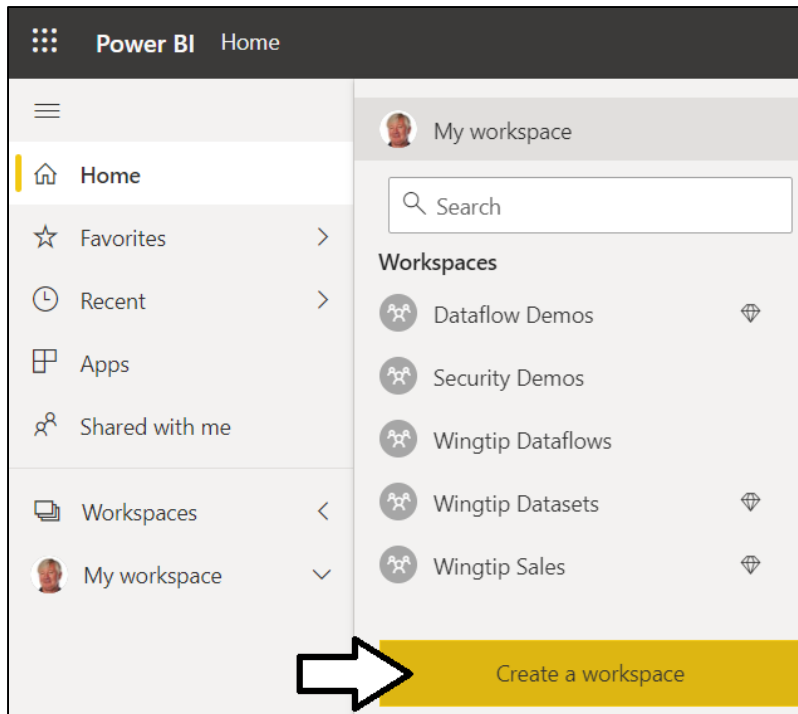 Power BI Home
Home
Favorites
Recent
Apps
Shared with me
Workspaces
My workspace
My workspace
Search
Workspaces
Dataflow Demos
Security Demos
Wingtip Dataflows
Wingtip Datasets
Wingtip Sales
Create a workspace